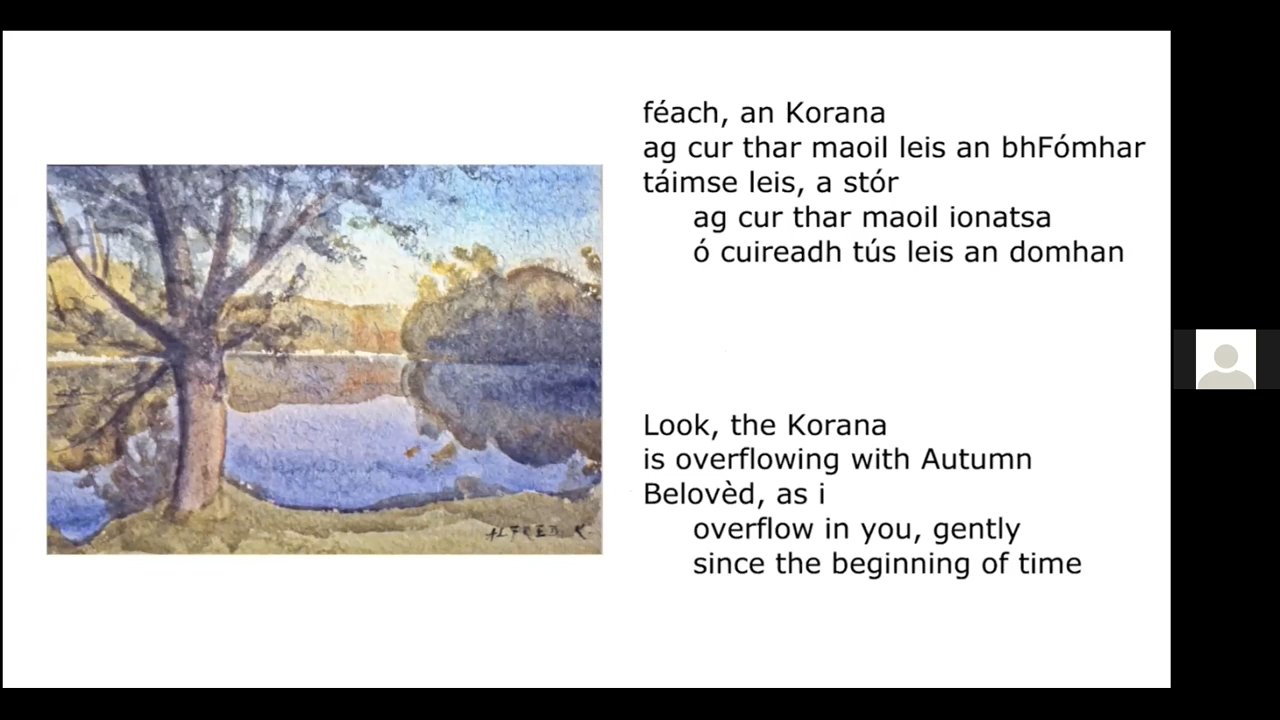 féach, an Korana
ag cur thar maoil leis an bhFómhar
táimse leis, a stór
ag cur thar maoil ionatsa
ó cuireadh tús leis an domhan
Look, the Korana
is overflowing with Autumn
Belovèd, as i
overflow in you, gently
since the beginning of time
ALFRED K.